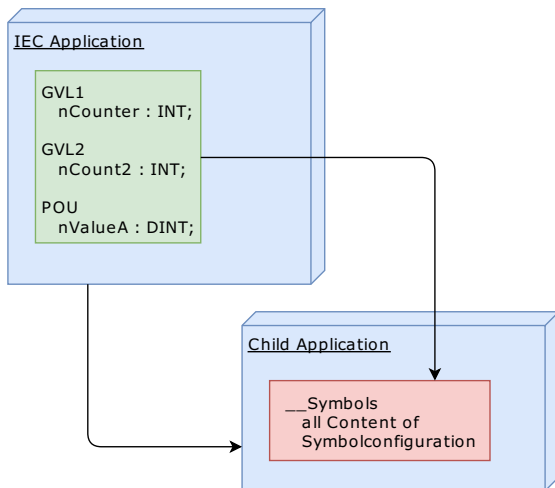 IEC Application
GVL1
nCounter : INT;
GVL2
nCount2 : INT;
POU
nValueA : DINT;
Child Application
__Symbols
all Content of
Symbolconfiguration